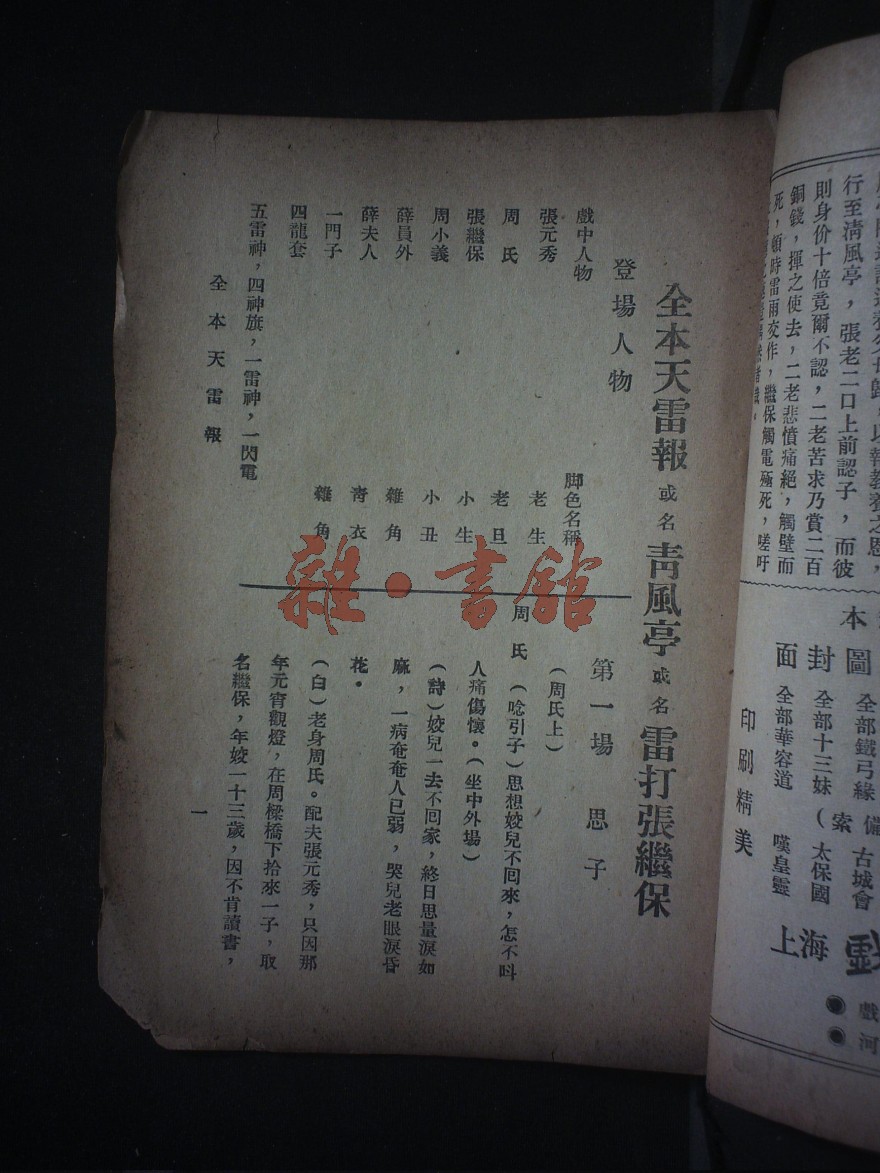 全本天雷報 或名 青風亭 或名 雷打張繼保
登場人物
戲中人物 脚色名稱
張元秀 老生
周氏 老旦
張繼保 小生
周小義 小丑
薛員外 雜角
薛夫人 青衣
一門子 雜角
四龍套
五雷神，四神旗，一雷神，一閃電
第一場 思子
（周氏上）
周氏（唸引子）思想姣兒不回來，怎不呌
人痛傷懷。（坐中外場）
（詩）姣兒一去不回家，終日思量淚如
麻，一病奄奄人已弱，哭兒老眼淚昏
花。
（白）老身周氏。配夫張元秀，只因那
年元宵觀燈，在周樑橋下拾來一子，取
名繼保，年姣一十三歲，因不肯讀書，
全本天雷報
一
雜·書舘
行至清風亭，張老二口上前認子，而彼
則身价十倍竟爾不認，二老苦求乃賞二百
銅錢，揮之使去，二老悲憤痛絕，觸壁而
死，頓時雷雨交作，繼保觸電殛死，嗟吁
本
圖封面
全部鐵弓緣
全部十三妹
全部華容道
印刷精美
備索
古城會
太保國
嘆皇靈
上海
戲
河